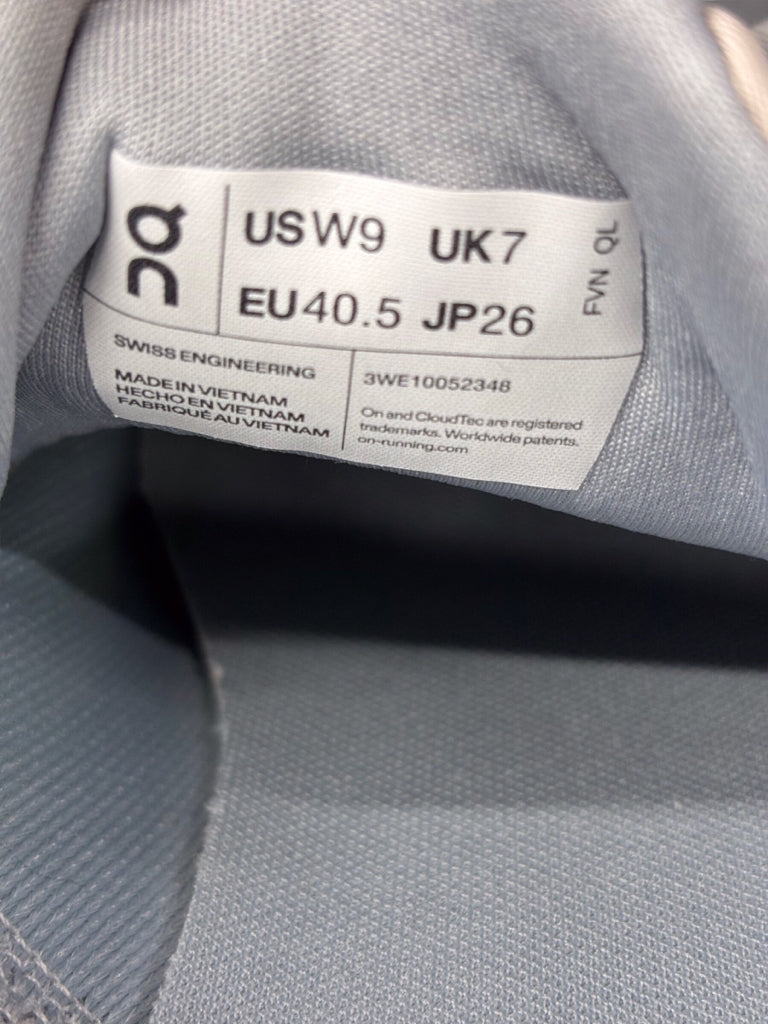 USW9 UK7
EU40.5 JP26
FVN QL
SWISS ENGINEERING
MADE IN VIETNAM
HECHO EN VIETNAM
FABRIQUÉ AU VIETNAM
3WE10052348
On and CloudTec are registered
trademarks. Worldwide patents.
on-running.com